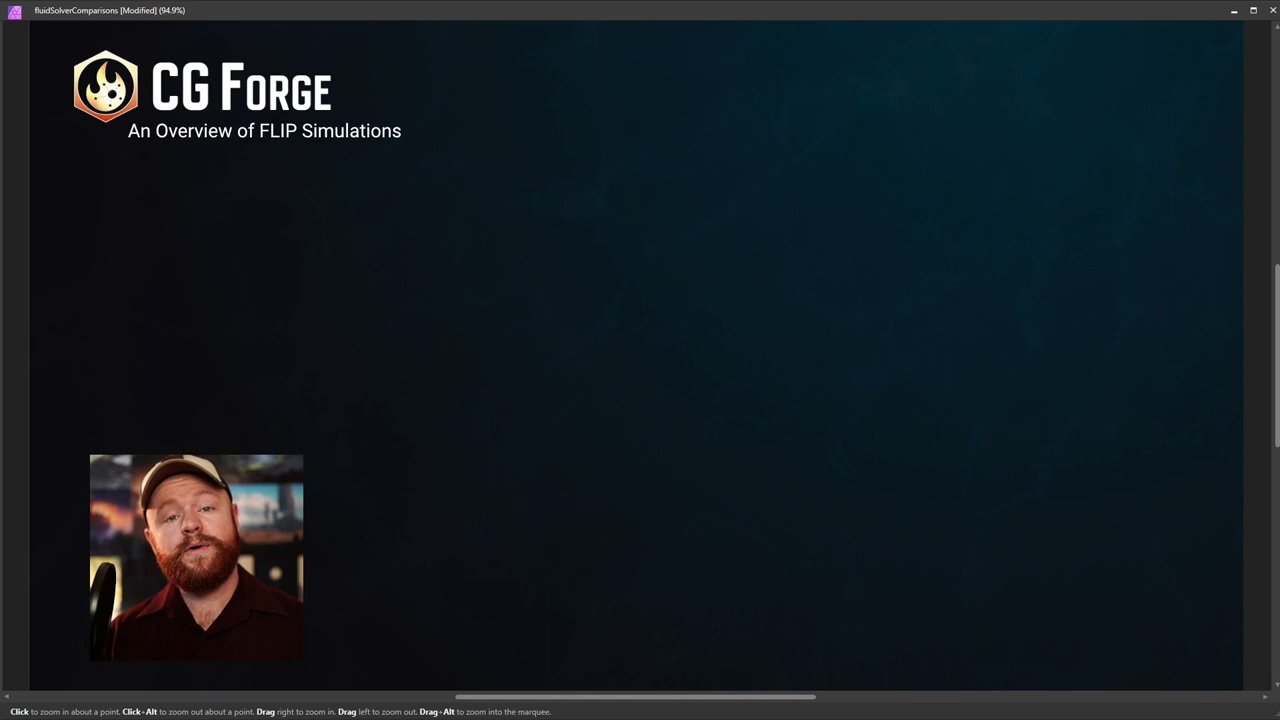 fluidSolverComparisons [Modified] (94.9%)
CG FORGE
An Overview of FLIP Simulations
Click to zoom in about a point. Click+Alt to zoom out about a point. Drag right to zoom in. Drag left to zoom out. Drag+Alt to zoom into the marquee.